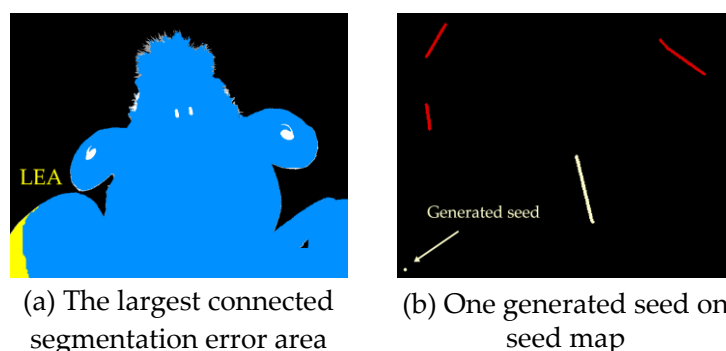 LEA
Generated seed
(a) The largest connected
segmentation error area
(b) One generated seed on
seed map